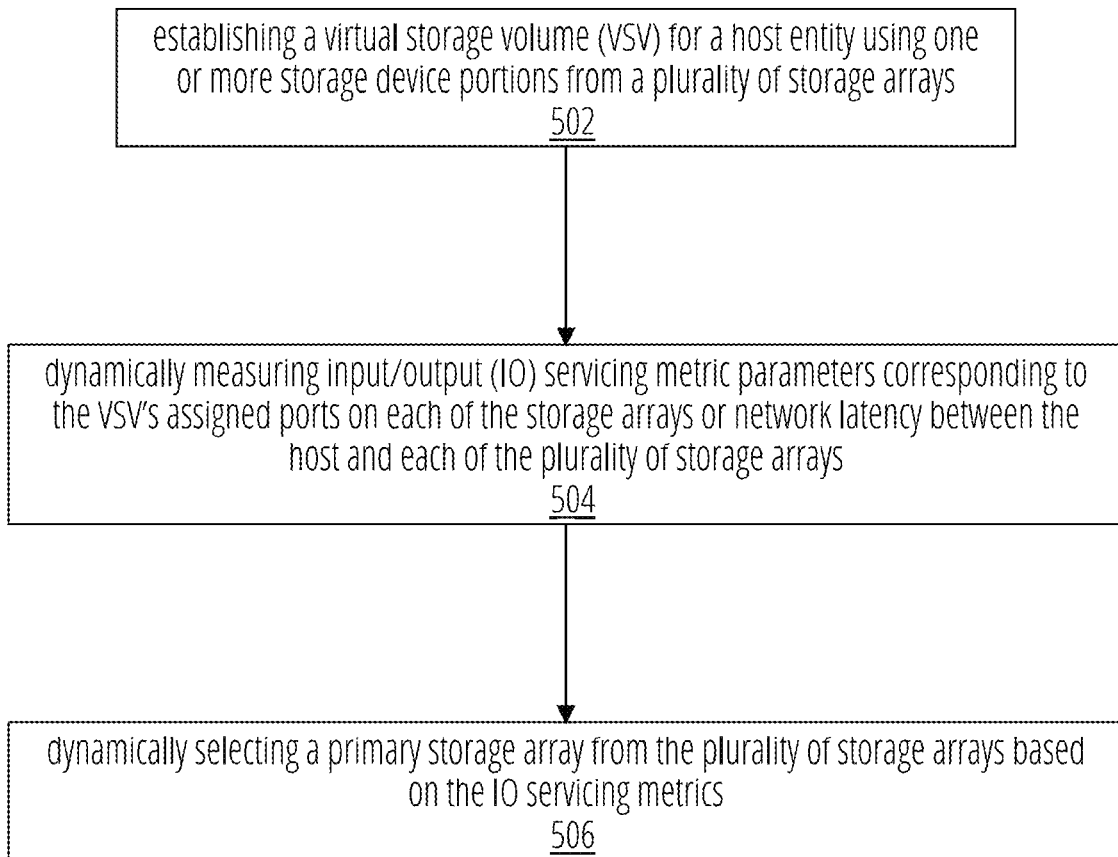 establishing a virtual storage volume (VSV) for a host entity using one
or more storage device portions from a plurality of storage arrays
502
dynamically measuring input/output (IO) servicing metric parameters corresponding to
the VSV's assigned ports on each of the storage arrays or network latency between the
host and each of the plurality of storage arrays
504
dynamically selecting a primary storage array from the plurality of storage arrays based
on the IO servicing metrics
506